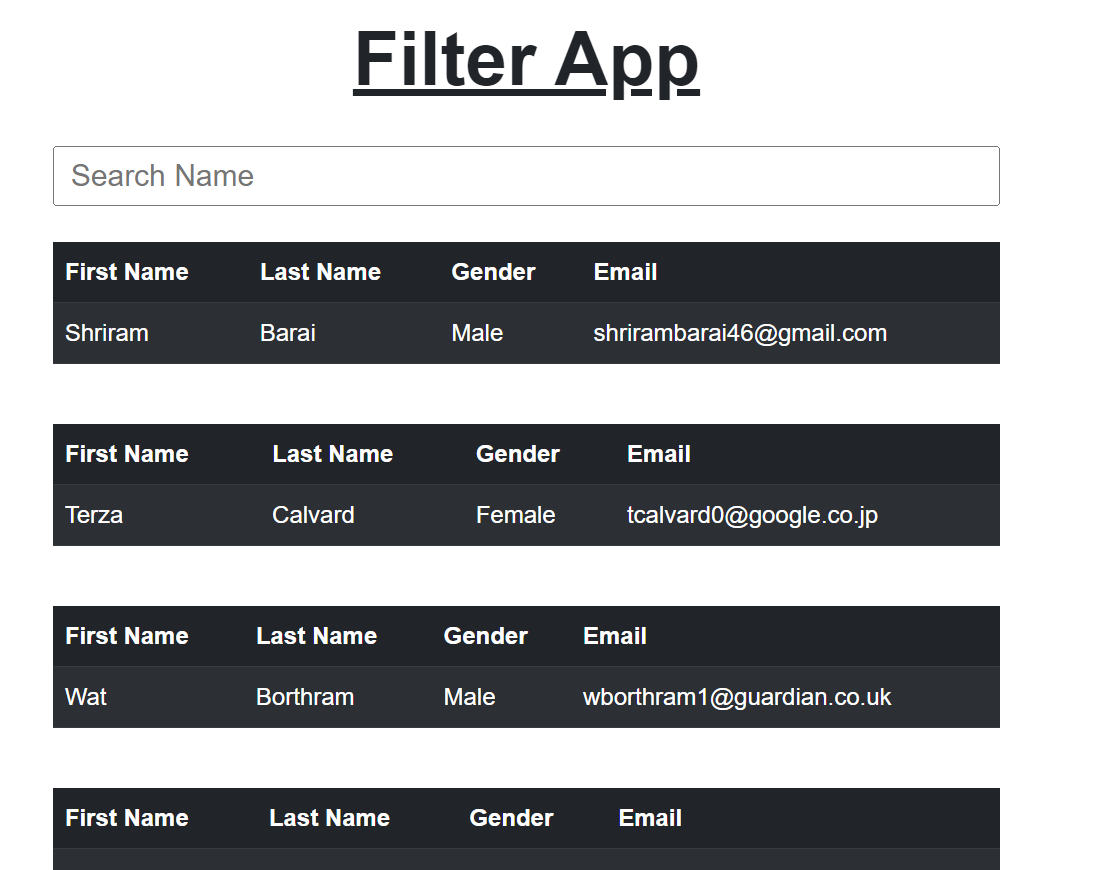 Filter App
Search Name
First Name Last Name Gender Email
Shriram Barai Male shrirambarai46@gmail.com
First Name Last Name Gender Email
Terza Calvard Female tcalvard0@google.co.jp
First Name Last Name Gender Email
Wat Borthram Male wborthram1@guardian.co.uk
First Name Last Name Gender Email